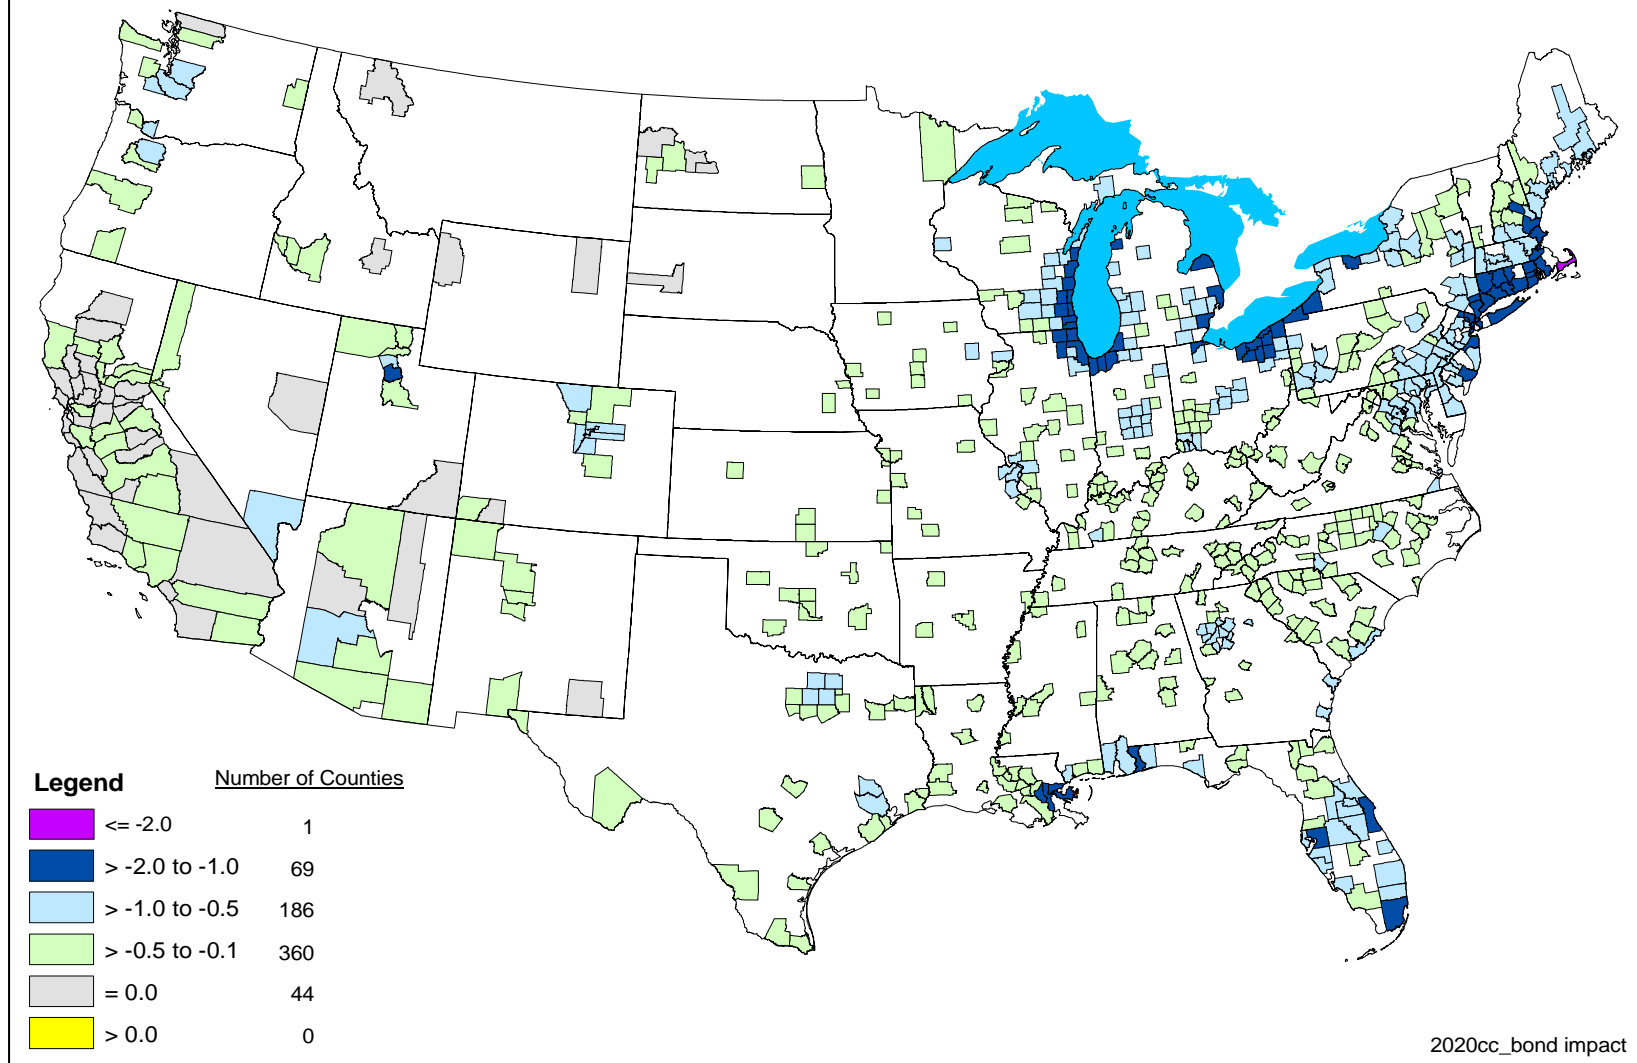 Legend Number of Counties
<= -2.0 1
> -2.0 to -1.0 69
> -1.0 to -0.5 186
> -0.5 to -0.1 360
= 0.0 44
> 0.0 0
2020cc_bond impact